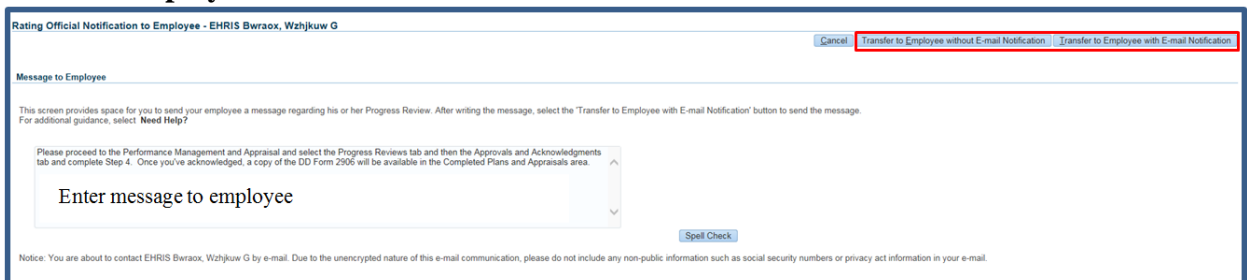 Rating Official Notification to Employee - EHRIS Bwraox, Wzhjkuw G
Cancel Transfer to Employee without E-mail Notification Transfer to Employee with E-mail Notification
Message to Employee
This screen provides space for you to send your employee a message regarding his or her Progress Review. After writing the message, select the 'Transfer to Employee with E-mail Notification' button to send the message.
For additional guidance, select Need Help?
Please proceed to the Performance Management and Appraisal and select the Progress Reviews tab and then the Approvals and Acknowledgments
tab and complete Step 4. Once you've acknowledged, a copy of the DD Form 2906 will be available in the Completed Plans and Appraisals area.
Enter message to employee
Spell Check
Notice: You are about to contact EHRIS Bwraox, Wzhjkuw G by e-mail. Due to the unencrypted nature of this e-mail communication, please do not include any non-public information such as social security numbers or privacy act information in your e-mail.